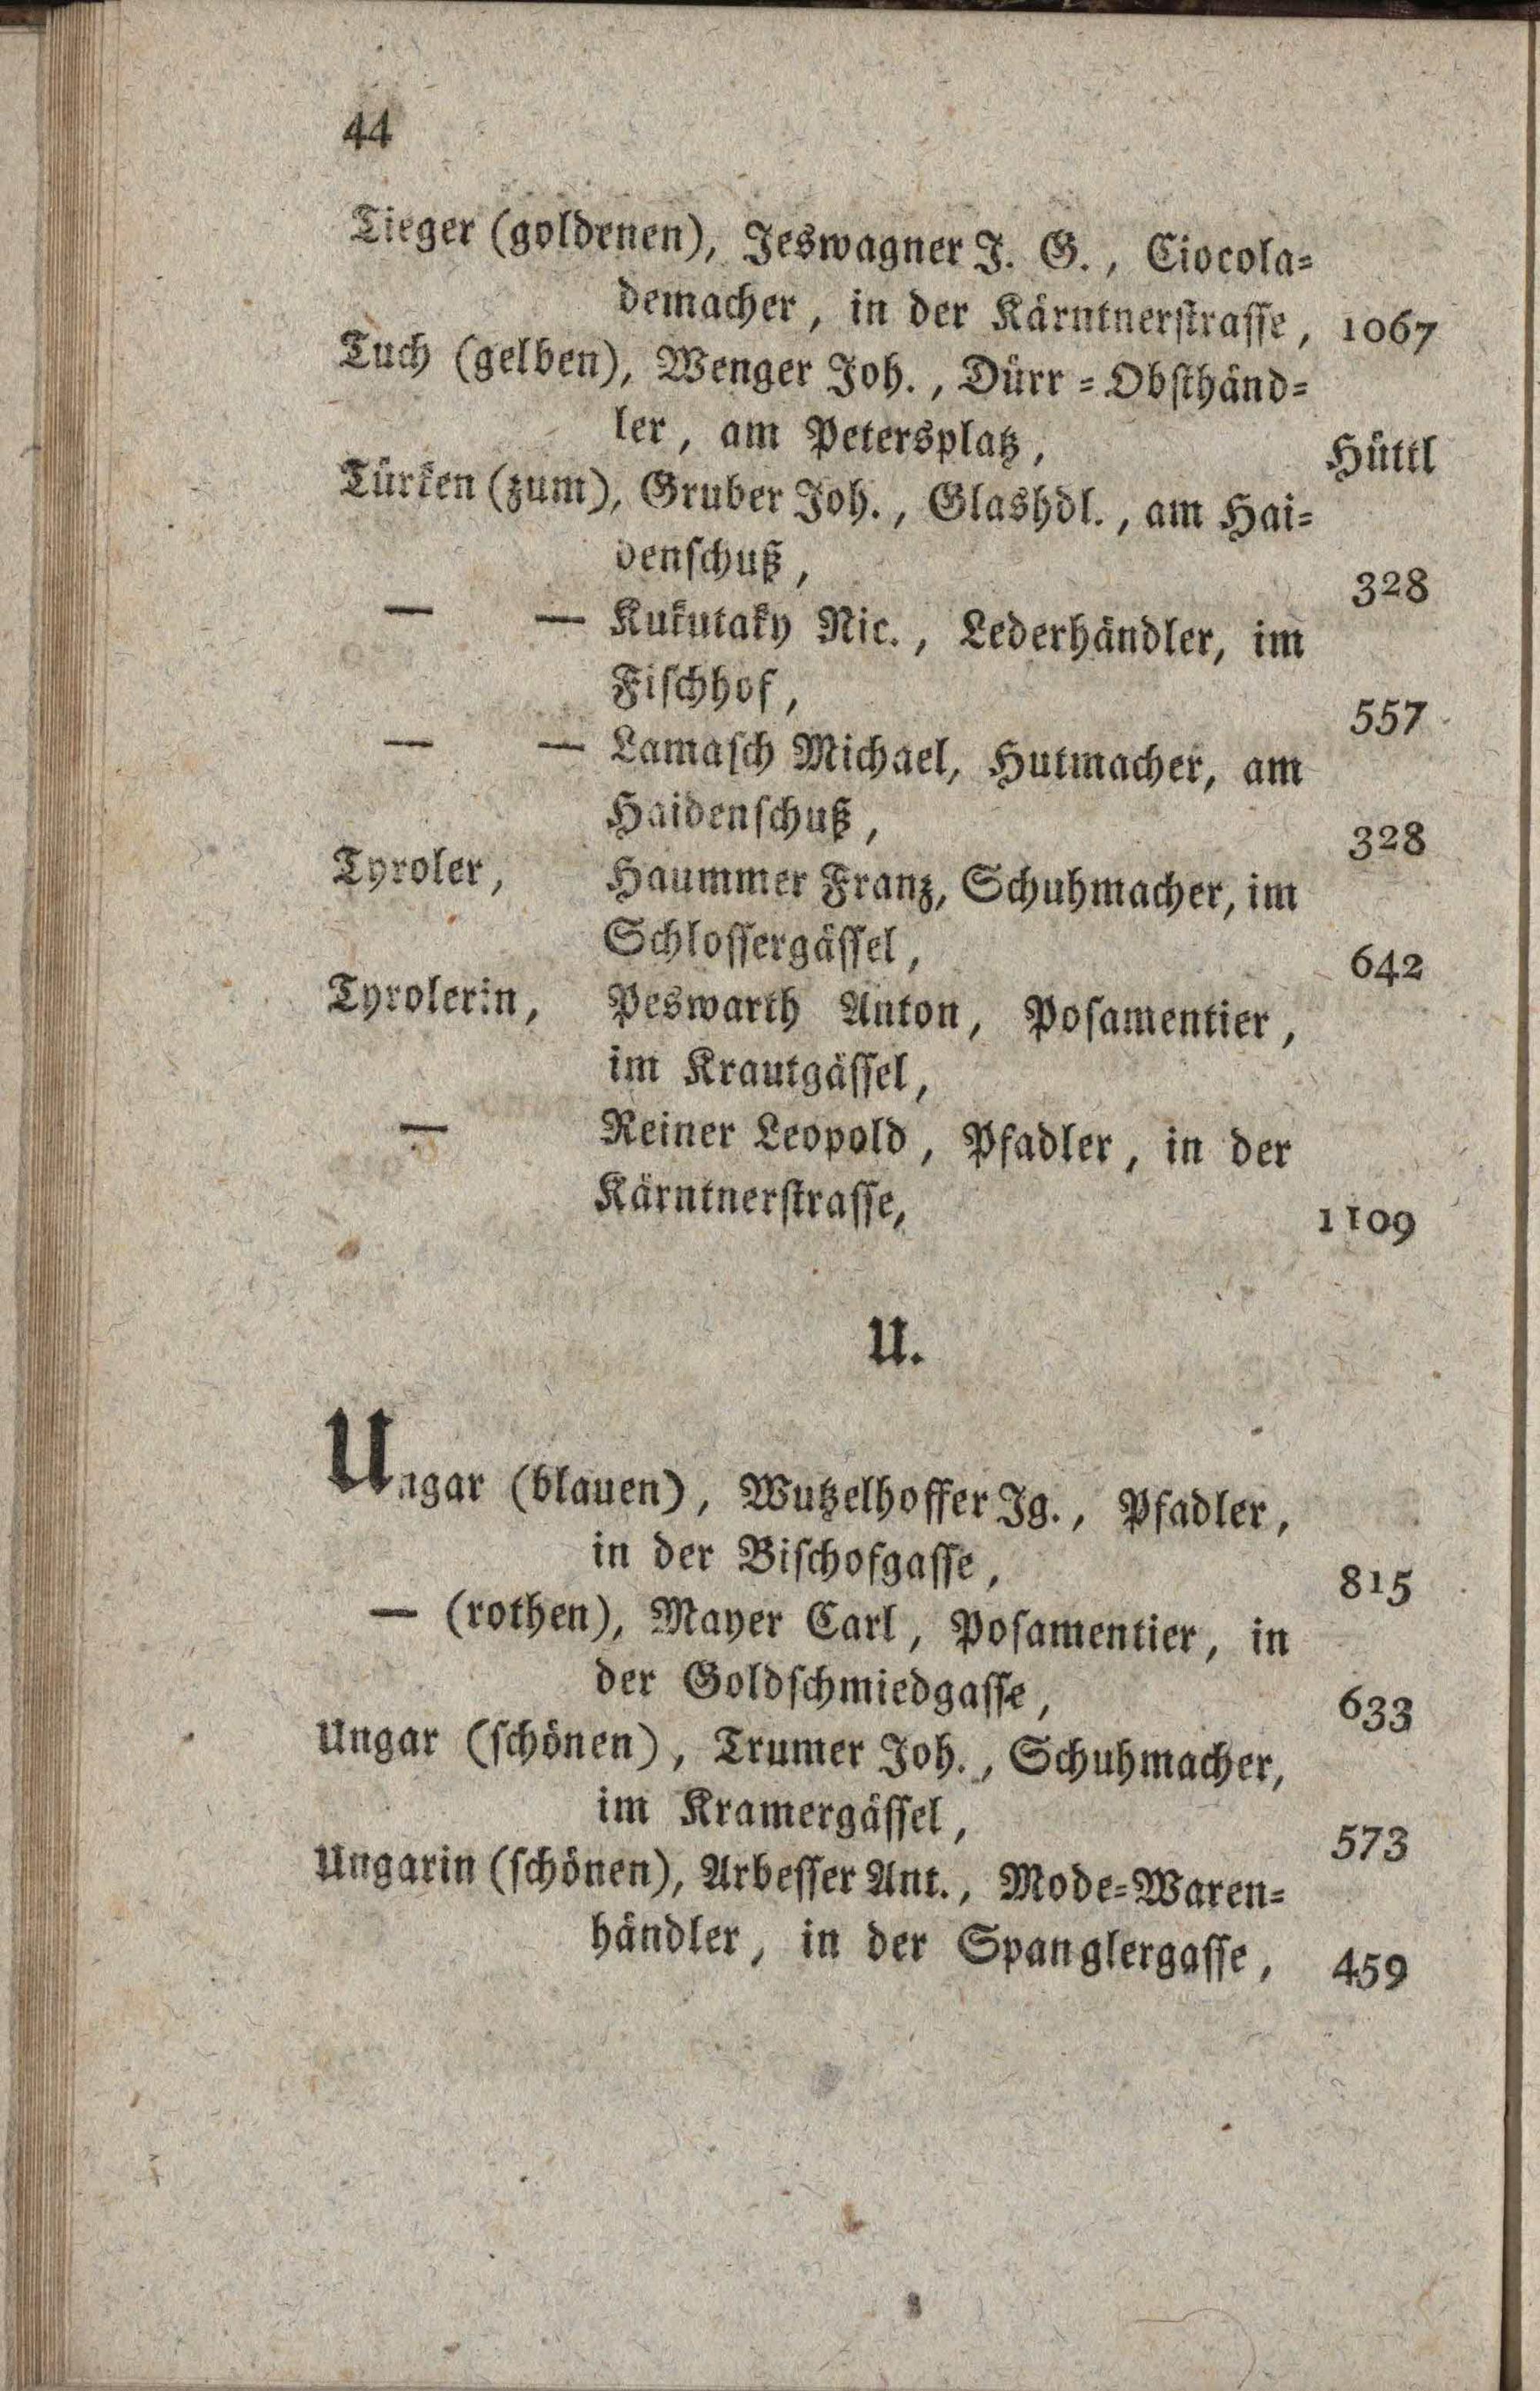 44
Tieger (goldenen), Jeswagner J. G., Ciocola=
demacher, in der Kärntnerstrasse, 1067
Tuch (gelben), Wenger Joh., Dürr = Obsthänd=
ler, am Petersplatz, Hüttl
Türken (zum), Gruber Joh., Glashdl., am Hai=
denschuß, 328
— — Kukutaky Nic., Lederhändler, im
Fischhof, 557
— — Lamasch Michael, Hutmacher, am
Haidenschuß, 328
Tyroler, Haummer Franz, Schuhmacher, im
Schlossergässel, 642
Tyrolerin, Peswarth Anton, Posamentier,
im Krautgässel,
— Reiner Leopold, Pfadler, in der
Kärntnerstrasse, 1109
U.
Ungar (blauen), Wutzelhoffer Ig., Pfadler,
in der Bischofgasse, 815
— (rothen), Mayer Carl, Posamentier, in
der Goldschmiedgasse, 633
Ungar (schönen), Trumer Joh., Schuhmacher,
im Kramergässel, 573
Ungarin (schönen), Arbesser Ant., Mode=Waren=
händler, in der Spanglergasse, 459